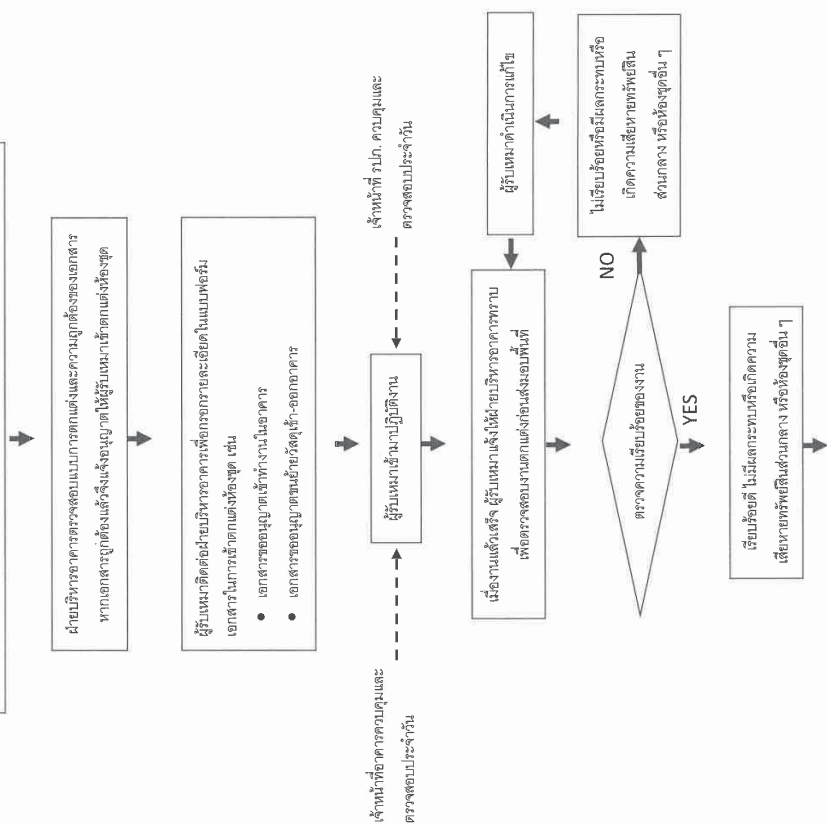 ฝ่ายบริหารอาคารตรวจสอบแบบการตกแต่งและความถูกต้องของเอกสาร
หากเอกสารถูกต้องแล้วจึงแจ้งอนุญาตให้ผู้รับเหมาเข้าตกแต่งห้องชุด
ผู้รับเหมาติดต่อฝ่ายบริหารอาคารเพื่อกรอกรายละเอียดในแบบฟอร์ม
เอกสารในการเข้าตกแต่งห้องชุด เช่น
● เอกสารขออนุญาตเข้าทำงานในอาคาร
● เอกสารขออนุญาตขนย้ายวัสดุเข้า-ออกอาคาร
เจ้าหน้าที่อาคารควบคุมและ
ตรวจสอบประจำวัน
ผู้รับเหมาเข้ามาปฏิบัติงาน
เจ้าหน้าที่ รปภ. ควบคุมและ
ตรวจสอบประจำวัน
เมื่องานแล้วเสร็จ ผู้รับเหมาแจ้งให้ฝ่ายบริหารอาคารทราบ
เพื่อตรวจสอบงานตกแต่งก่อนส่งมอบพื้นที่
ผู้รับเหมาดำเนินการแก้ไข
ตรวจความเรียบร้อยของงาน
NO
ไม่เรียบร้อยหรือมีผลกระทบหรือ
เกิดความเสียหายทรัพย์สิน
ส่วนกลาง หรือห้องชุดอื่น ๆ
YES
เรียบร้อยดี ไม่มีผลกระทบหรือเกิดความ
เสียหายทรัพย์สินส่วนกลาง หรือห้องชุดอื่น ๆ